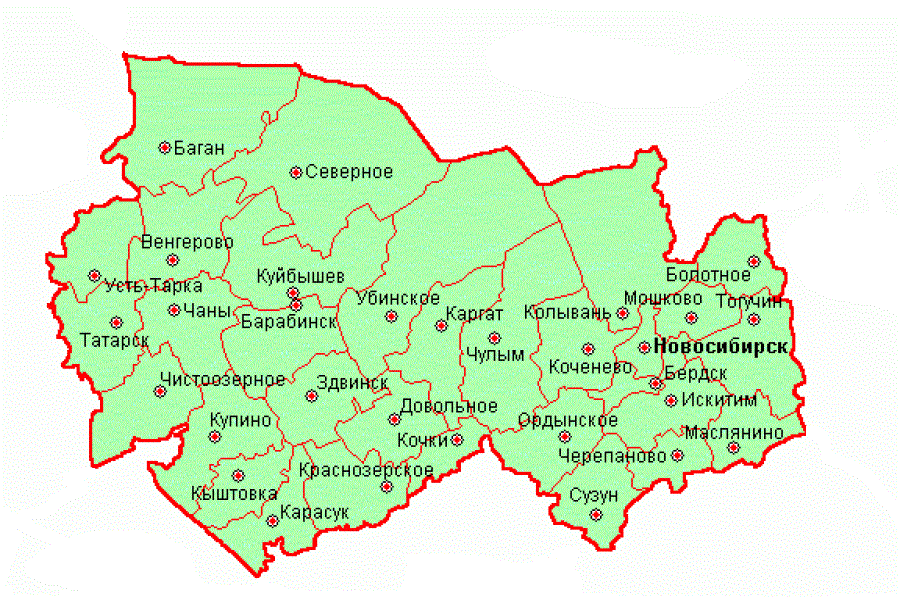 Баган
Северное
Венгерово
Усть-Тарка
Куйбышев
Болотное
Чаны
Барабинск
Убинское
Каргат
Колывань
Мошково
Тогучин
Татарск
Чулым
Новосибирск
Коченево
Бердск
Чистоозерное
Здвинск
Искитим
Купино
Довольное
Ордынское
Маслянино
Кочки
Черепаново
Краснозерское
Кыштовка
Сузун
Карасук